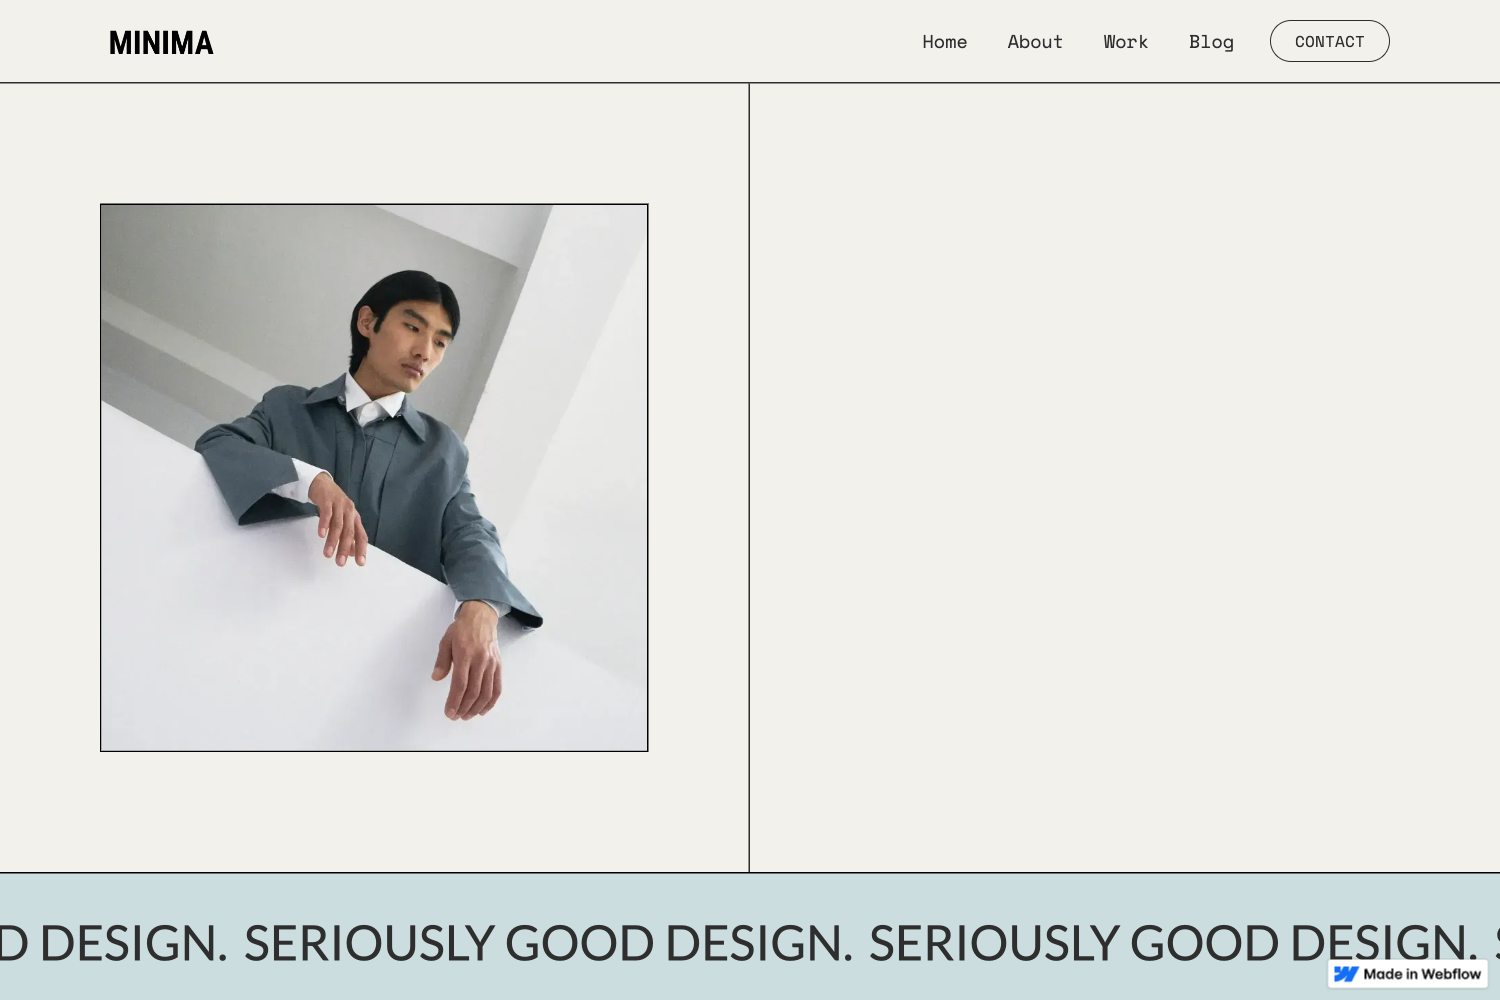 MINIMA
Home
About
Work
Blog
CONTACT
D DESIGN. SERIOUSLY GOOD DESIGN. SERIOUSLY GOOD DESIGN. S
Made in Webflow